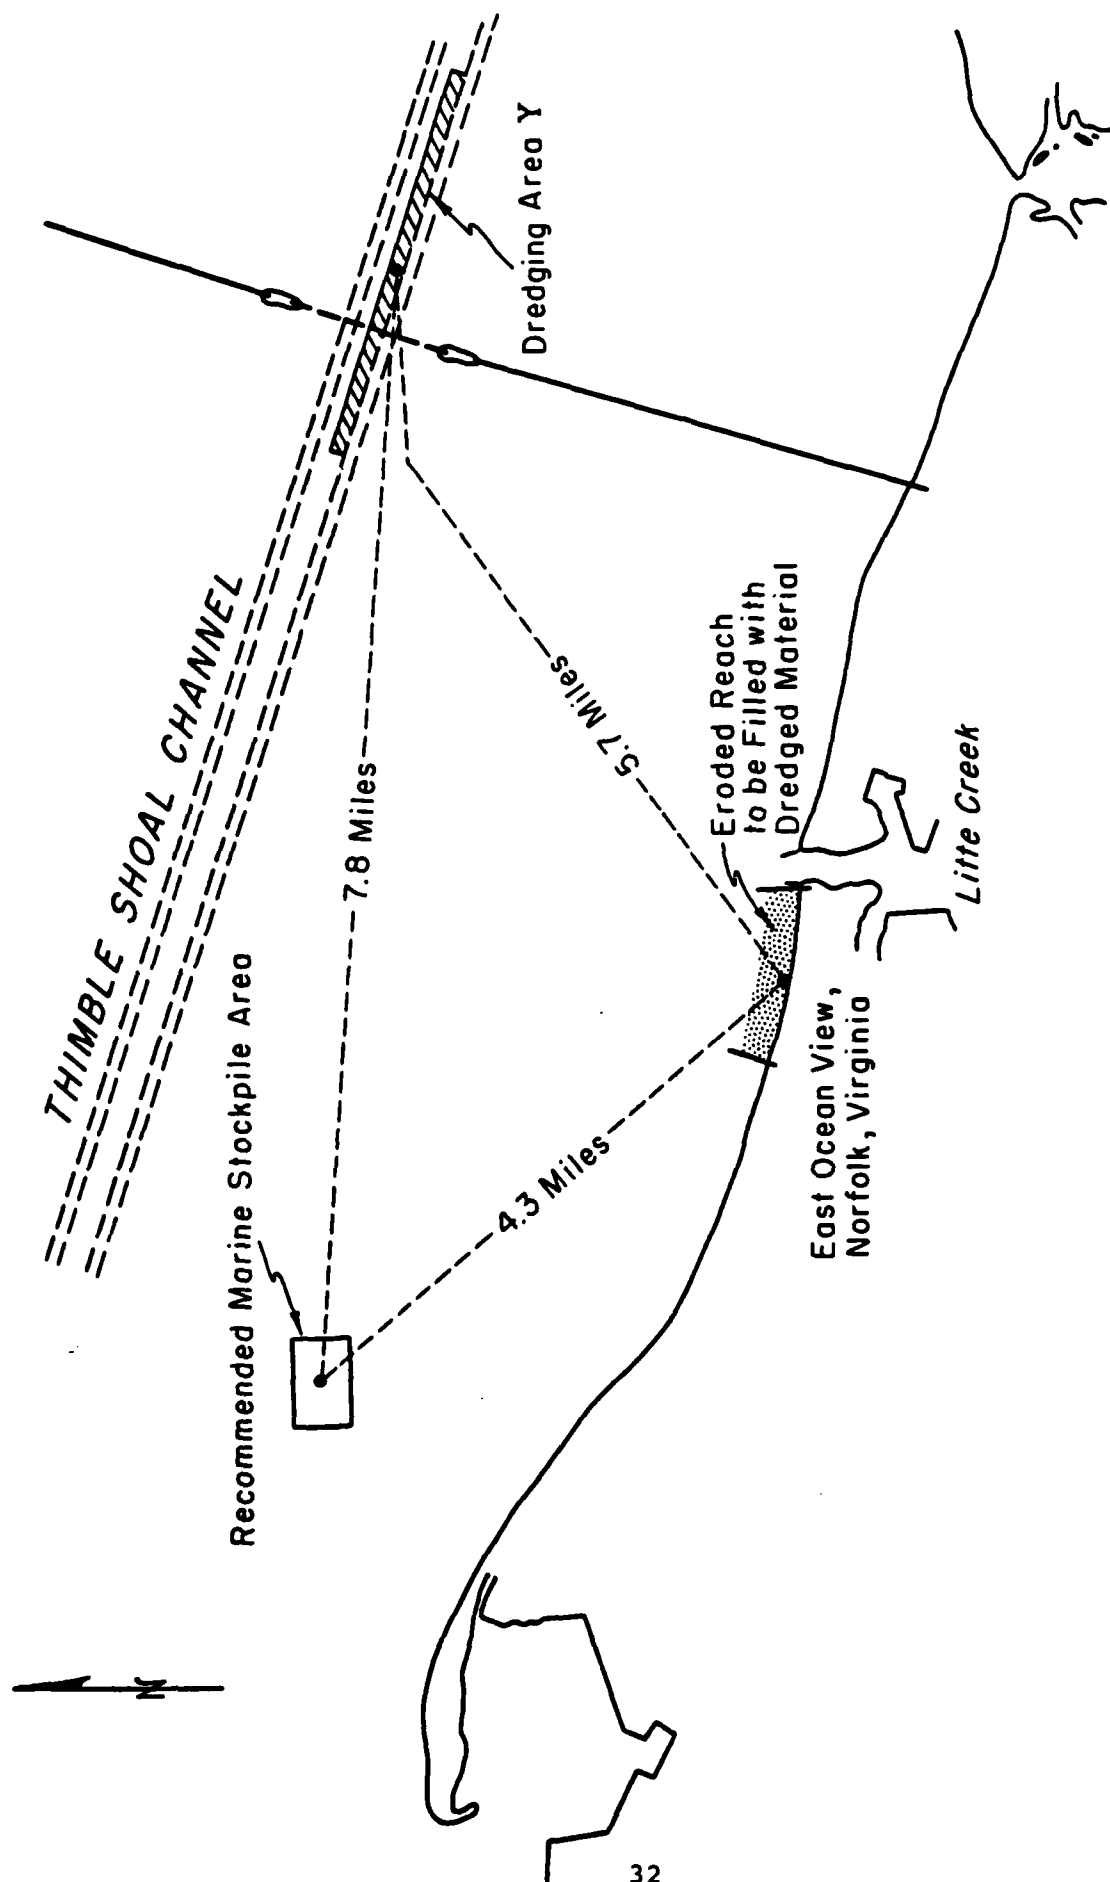 THIMBLE SHOAL CHANNEL
Dredging Area Y
Recommended Marine Stockpile Area
7.8 Miles
5.7 Miles
4.3 Miles
Eroded Reach
to be Filled with
Dredged Material
East Ocean View,
Norfolk, Virginia
Litte Creek
N
32